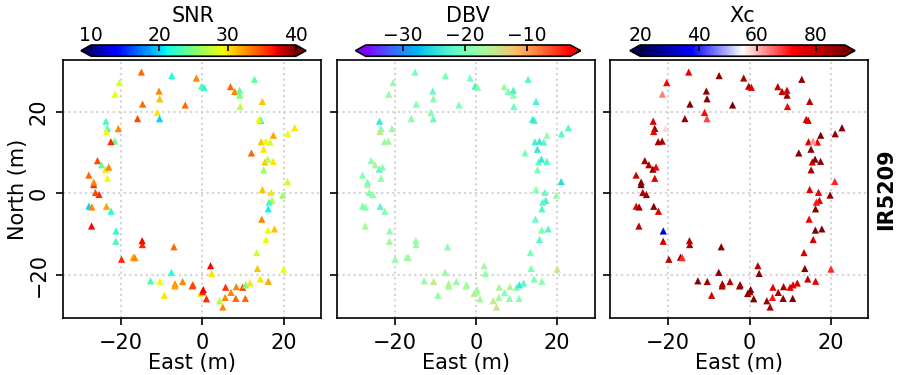 SNR DBV Xc
10 20 30 40 −30 −20 −10 20 40 60 80
20
0
−20
North (m)
−20 0 20 −20 0 20 −20 0 20
East (m) East (m) East (m)
IR5209